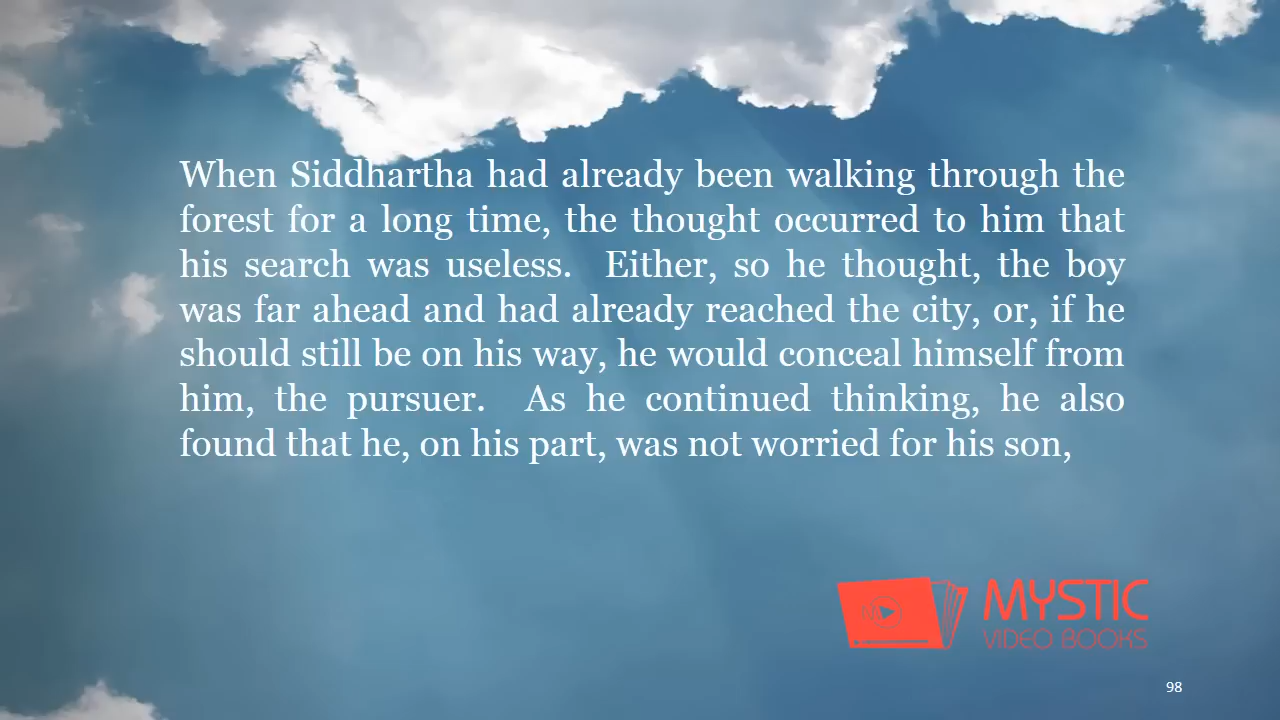 When Siddhartha had already been walking through the
forest for a long time, the thought occurred to him that
his search was useless.  Either, so he thought, the boy
was far ahead and had already reached the city, or, if he
should still be on his way, he would conceal himself from
him, the pursuer.  As he continued thinking, he also
found that he, on his part, was not worried for his son,
MYSTIC
VIDEO BOOKS
98